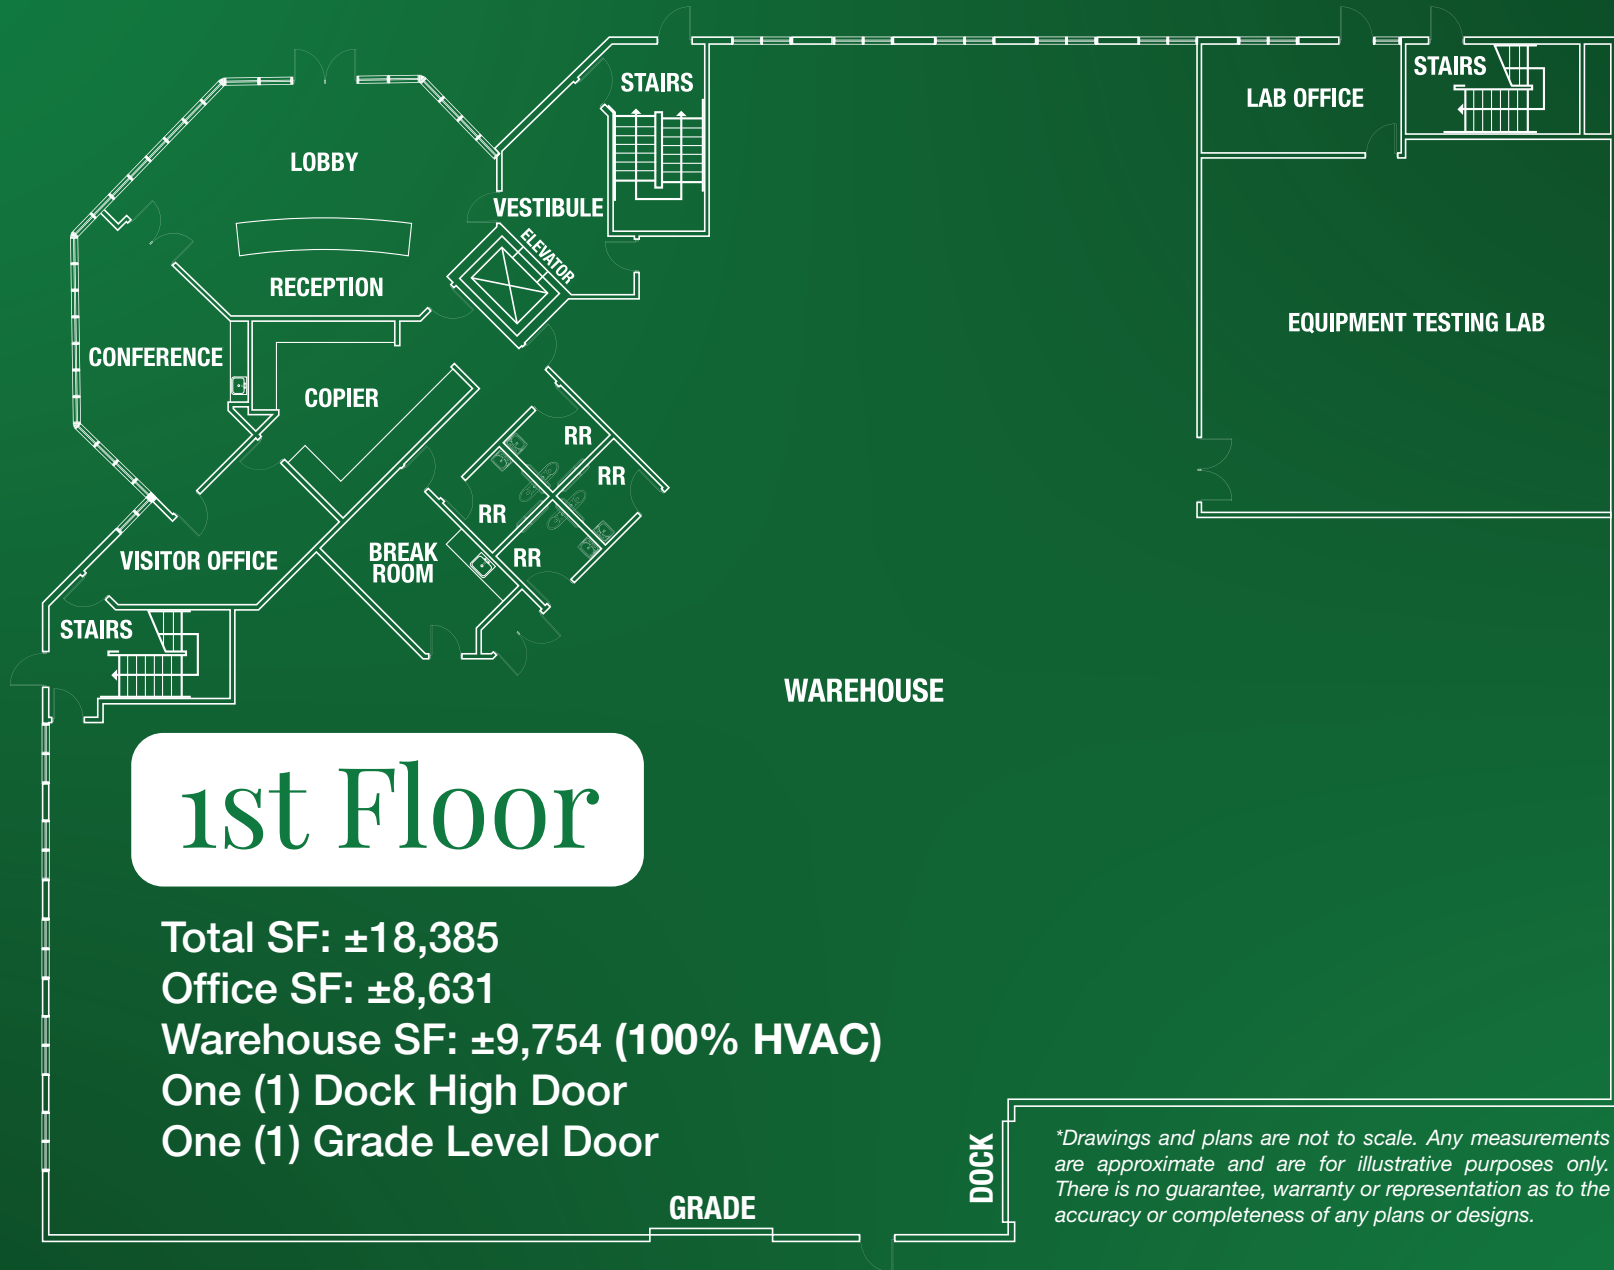 STAIRS
STAIRS
LAB OFFICE
LOBBY
VESTIBULE
ELEVATOR
RECEPTION
EQUIPMENT TESTING LAB
CONFERENCE
COPIER
RR
RR
RR
RR
BREAK
ROOM
VISITOR OFFICE
STAIRS
WAREHOUSE
1st Floor
Total SF: ±18,385
Office SF: ±8,631
Warehouse SF: ±9,754 (100% HVAC)
One (1) Dock High Door
One (1) Grade Level Door
GRADE
DOCK
*Drawings and plans are not to scale. Any measurements
are approximate and are for illustrative purposes only.
There is no guarantee, warranty or representation as to the
accuracy or completeness of any plans or designs.